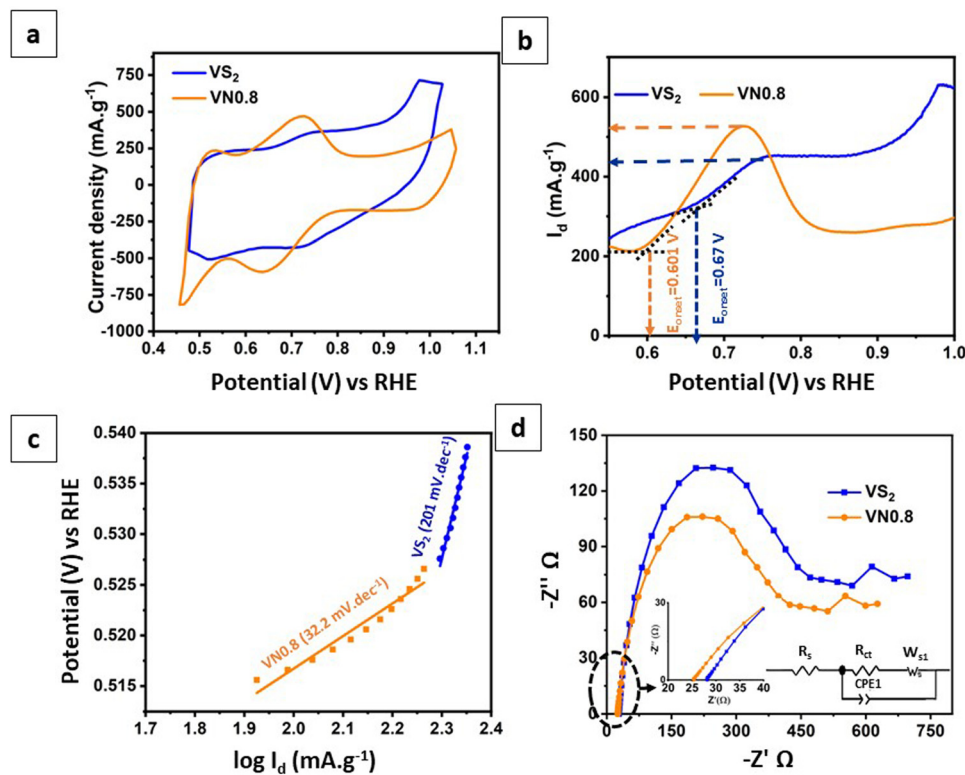 a
VS2
VN0.8
Current density (mA.g-1)
750
500
250
0
-250
-500
-750
-1000
0.4 0.5 0.6 0.7 0.8 0.9 1.0 1.1
Potential (V) vs RHE
b
VS2 VN0.8
Id (mA.g-1)
600
400
200
0
Eonset=0.601 V
Eonset=0.67 V
0.6 0.7 0.8 0.9 1.0
Potential (V) vs RHE
c
Potential (V) vs RHE
0.540
0.535
0.530
0.525
0.520
0.515
VS2 (201 mV.dec-1)
VN0.8 (32.2 mV.dec-1)
1.9 2.0 2.1 2.2 2.3 2.4
log Id (mA.g-1)
d
-Z'' Ω
150
120
90
60
30
0
VS2
VN0.8
-Z'' (Ω)
30
0
20 25 30 35 40
Z'(Ω)
Rs Rct Ws1
Ws
CPE1
0 150 300 450 600 750 900
-Z' Ω